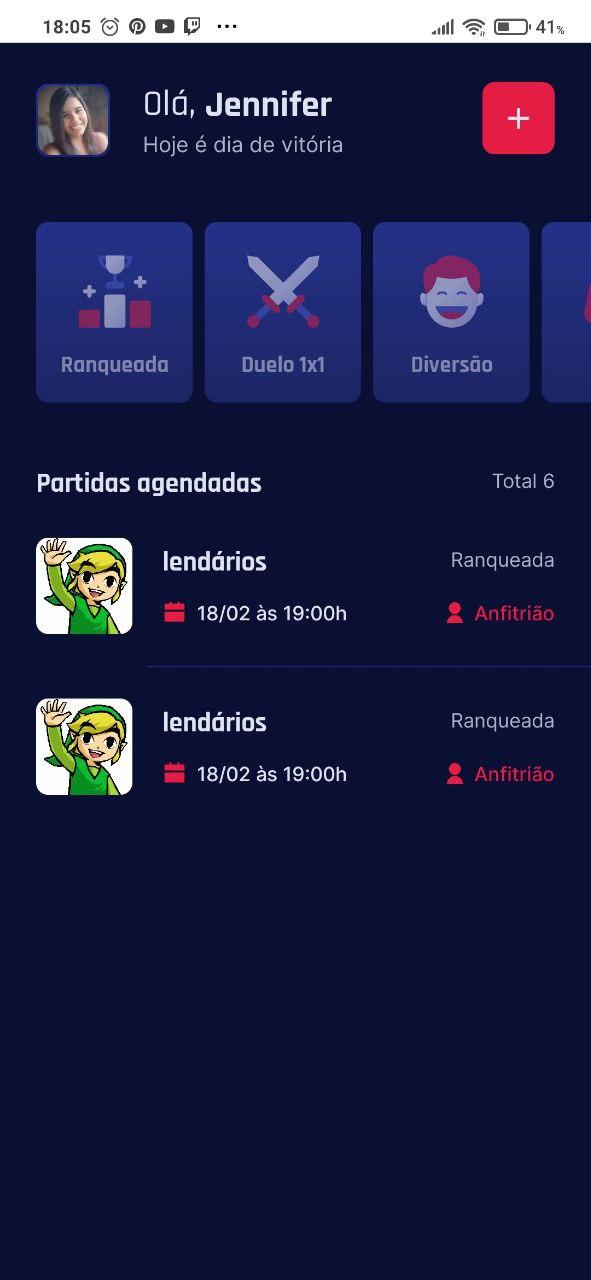 18:05 ... 41%
Olá, Jennifer
Hoje é dia de vitória
Ranqueada Duelo 1x1 Diversão
Partidas agendadas Total 6
lendários Ranqueada
18/02 às 19:00h Anfitrião
lendários Ranqueada
18/02 às 19:00h Anfitrião